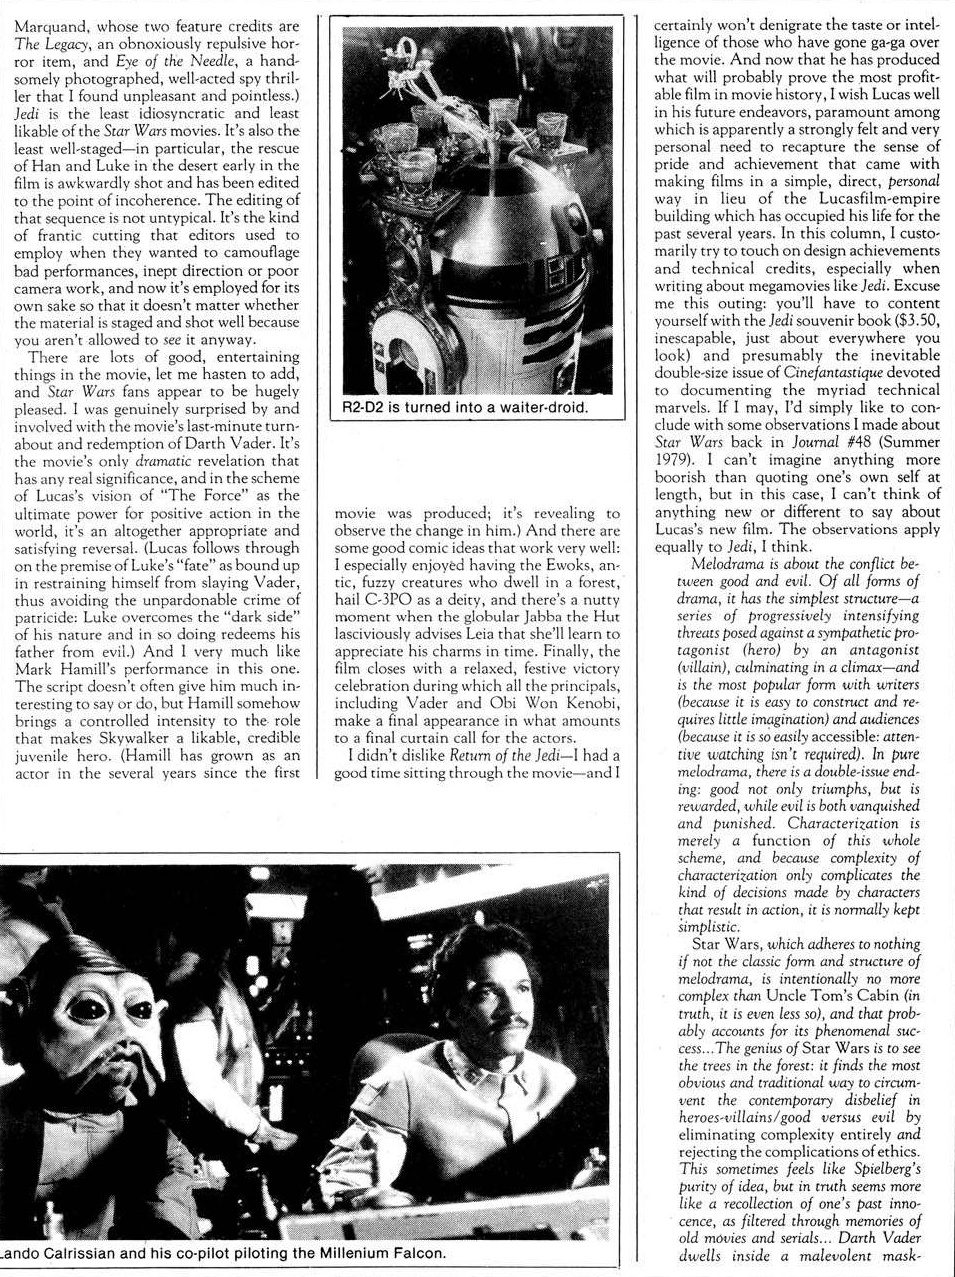 Marquand, whose two feature credits are
The Legacy, an obnoxiously repulsive hor-
ror item, and Eye of the Needle, a hand-
somely photographed, well-acted spy thril-
ler that I found unpleasant and pointless.)
Jedi is the least idiosyncratic and least
likable of the Star Wars movies. It's also the
least well-staged—in particular, the rescue
of Han and Luke in the desert early in the
film is awkwardly shot and has been edited
to the point of incoherence. The editing of
that sequence is not untypical. It's the kind
of frantic cutting that editors used to
employ when they wanted to camouflage
bad performances, inept direction or poor
camera work, and now it's employed for its
own sake so that it doesn't matter whether
the material is staged and shot well because
you aren't allowed to see it anyway.
There are lots of good, entertaining
things in the movie, let me hasten to add,
and Star Wars fans appear to be hugely
pleased. I was genuinely surprised by and
involved with the movie's last-minute turn-
about and redemption of Darth Vader. It's
the movie's only dramatic revelation that
has any real significance, and in the scheme
of Lucas's vision of "The Force" as the
ultimate power for positive action in the
world, it's an altogether appropriate and
satisfying reversal. (Lucas follows through
on the premise of Luke's "fate" as bound up
in restraining himself from slaying Vader,
thus avoiding the unpardonable crime of
patricide: Luke overcomes the "dark side"
of his nature and in so doing redeems his
father from evil.) And I very much like
Mark Hamill's performance in this one.
The script doesn't often give him much in-
teresting to say or do, but Hamill somehow
brings a controlled intensity to the role
that makes Skywalker a likable, credible
juvenile hero. (Hamill has grown as an
actor in the several years since the first
R2-D2 is turned into a waiter-droid.
movie was produced; it's revealing to
observe the change in him.) And there are
some good comic ideas that work very well:
I especially enjoyed having the Ewoks, an-
tic, fuzzy creatures who dwell in a forest,
hail C-3PO as a deity, and there's a nutty
moment when the globular Jabba the Hut
lasciviously advises Leia that she'll learn to
appreciate his charms in time. Finally, the
film closes with a relaxed, festive victory
celebration during which all the principals,
including Vader and Obi Won Kenobi,
make a final appearance in what amounts
to a final curtain call for the actors.
I didn't dislike Return of the Jedi—I had a
good time sitting through the movie—and I
certainly won't denigrate the taste or intel-
ligence of those who have gone ga-ga over
the movie. And now that he has produced
what will probably prove the most profit-
able film in movie history, I wish Lucas well
in his future endeavors, paramount among
which is apparently a strongly felt and very
personal need to recapture the sense of
pride and achievement that came with
making films in a simple, direct, personal
way in lieu of the Lucasfilm-empire
building which has occupied his life for the
past several years. In this column, I custo-
marily try to touch on design achievements
and technical credits, especially when
writing about megamovies like Jedi. Excuse
me this outing: you'll have to content
yourself with the Jedi souvenir book ($3.50,
inescapable, just about everywhere you
look) and presumably the inevitable
double-size issue of Cinefantastique devoted
to documenting the myriad technical
marvels. If I may, I'd simply like to con-
clude with some observations I made about
Star Wars back in Journal #48 (Summer
1979). I can't imagine anything more
boorish than quoting one's own self at
length, but in this case, I can't think of
anything new or different to say about
Lucas's new film. The observations apply
equally to Jedi, I think.
Melodrama is about the conflict be-
tween good and evil. Of all forms of
drama, it has the simplest structure—a
series of progressively intensifying
threats posed against a sympathetic pro-
tagonist (hero) by an antagonist
(villain), culminating in a climax—and
is the most popular form with writers
(because it is easy to construct and re-
quires little imagination) and audiences
(because it is so easily accessible: atten-
tive watching isn't required). In pure
melodrama, there is a double-issue end-
ing: good not only triumphs, but is
rewarded, while evil is both vanquished
and punished. Characterization is
merely a function of this whole
scheme, and because complexity of
characterization only complicates the
kind of decisions made by characters
that result in action, it is normally kept
simplistic.
Star Wars, which adheres to nothing
if not the classic form and structure of
melodrama, is intentionally no more
complex than Uncle Tom's Cabin (in
truth, it is even less so), and that prob-
ably accounts for its phenomenal suc-
cess...The genius of Star Wars is to see
the trees in the forest: it finds the most
obvious and traditional way to circum-
vent the contemporary disbelief in
heroes-villains/good versus evil by
eliminating complexity entirely and
rejecting the complications of ethics.
This sometimes feels like Spielberg's
purity of idea, but in truth seems more
like a recollection of one's past inno-
cence, as filtered through memories of
old movies and serials... Darth Vader
dwells inside a malevolent mask-
Lando Calrissian and his co-pilot piloting the Millenium Falcon.